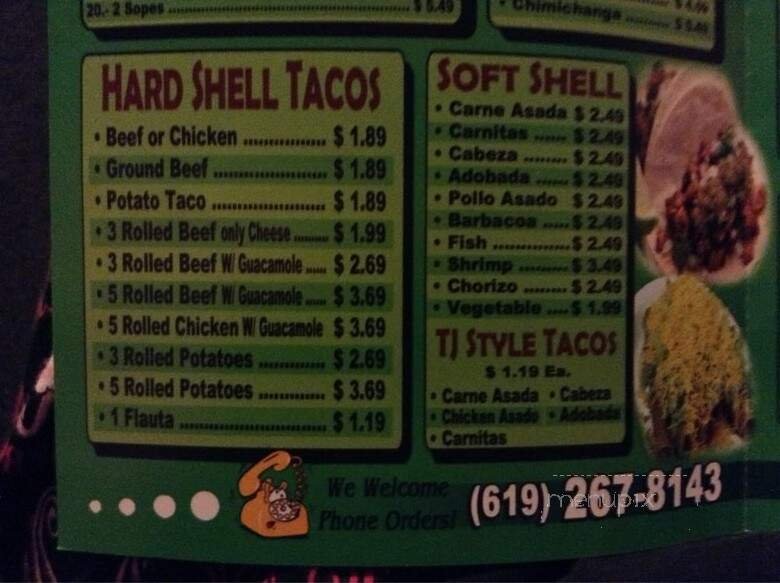 20.- 2 Sopes ................ $ 5.49
• Chimichanga ............ $ 5.49
HARD SHELL TACOS
• Beef or Chicken ............... $ 1.89
• Ground Beef .................... $ 1.89
• Potato Taco ..................... $ 1.89
• 3 Rolled Beef only Cheese ........ $ 1.99
• 3 Rolled Beef W/ Guacamole ..... $ 2.69
• 5 Rolled Beef W/ Guacamole ..... $ 3.69
• 5 Rolled Chicken W/ Guacamole $ 3.69
• 3 Rolled Potatoes ............ $ 2.69
• 5 Rolled Potatoes ............ $ 3.69
• 1 Flauta .......................... $ 1.19
SOFT SHELL
• Carne Asada $ 2.49
• Carnitas ...... $ 2.49
• Cabeza ........ $ 2.49
• Adobada ...... $ 2.49
• Pollo Asado $ 2.49
• Barbacoa ..... $ 2.49
• Fish .............. $ 2.49
• Shrimp ......... $ 3.49
• Chorizo ........ $ 2.49
• Vegetable .... $ 1.99
TJ STYLE TACOS
$ 1.19 Ea.
• Carne Asada • Cabeza
• Chicken Asado • Adobada
• Carnitas
We Welcome
Phone Orders!
(619) 267-8143
menupix